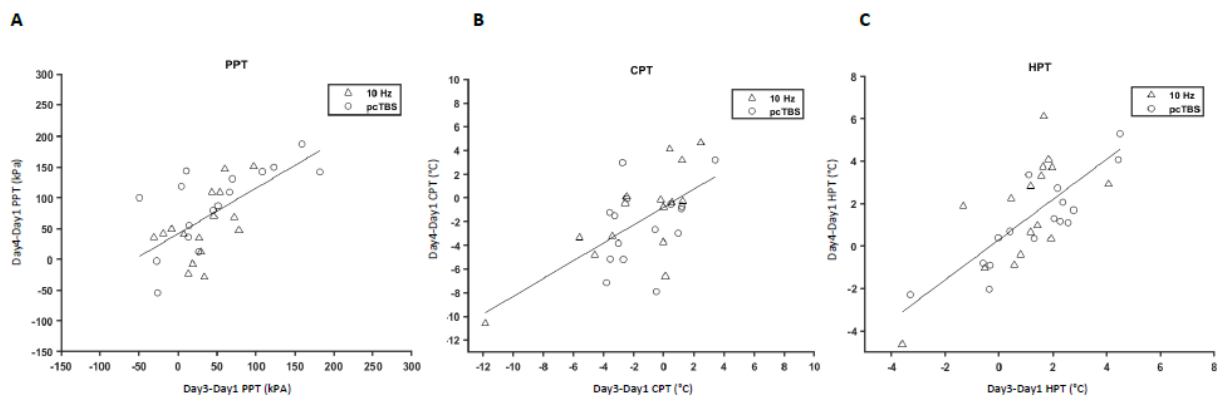 A
B
C
PPT
CPT
HPT
10 Hz
pcTBS
10 Hz
pcTBS
10 Hz
pcTBS
Day4-Day1 PPT (kPa)
300
250
200
150
100
50
0
-50
-100
-150
-150 -100 -50 0 50 100 150 200 250 300
Day3-Day1 PPT (kPA)
Day4-Day1 CPT (°C)
10
8
6
4
2
0
-2
-4
-6
-8
-10
-12
-12 -10 -8 -6 -4 -2 0 2 4 6 8 10
Day3-Day1 CPT (°C)
Day4-Day1 HPT (°C)
8
6
4
2
0
-2
-4
-4 -2 0 2 4 6 8
Day3-Day1 HPT (°C)